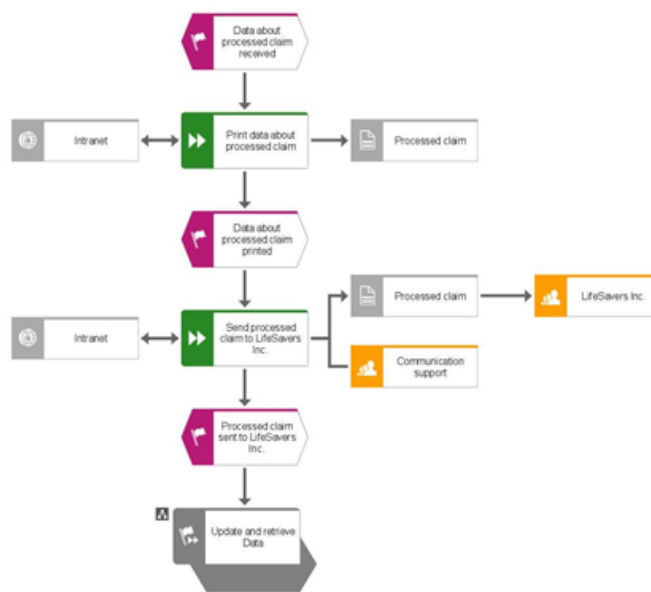 Data about
processed claim
received
Intranet
Print data about
processed claim
Processed claim
Data about
processed claim
printed
Processed claim
LifeSavers Inc.
Intranet
Send processed
claim to LifeSavers
Inc.
Communication
support
Processed claim
sent to LifeSavers
Inc.
Update and retrieve
Data